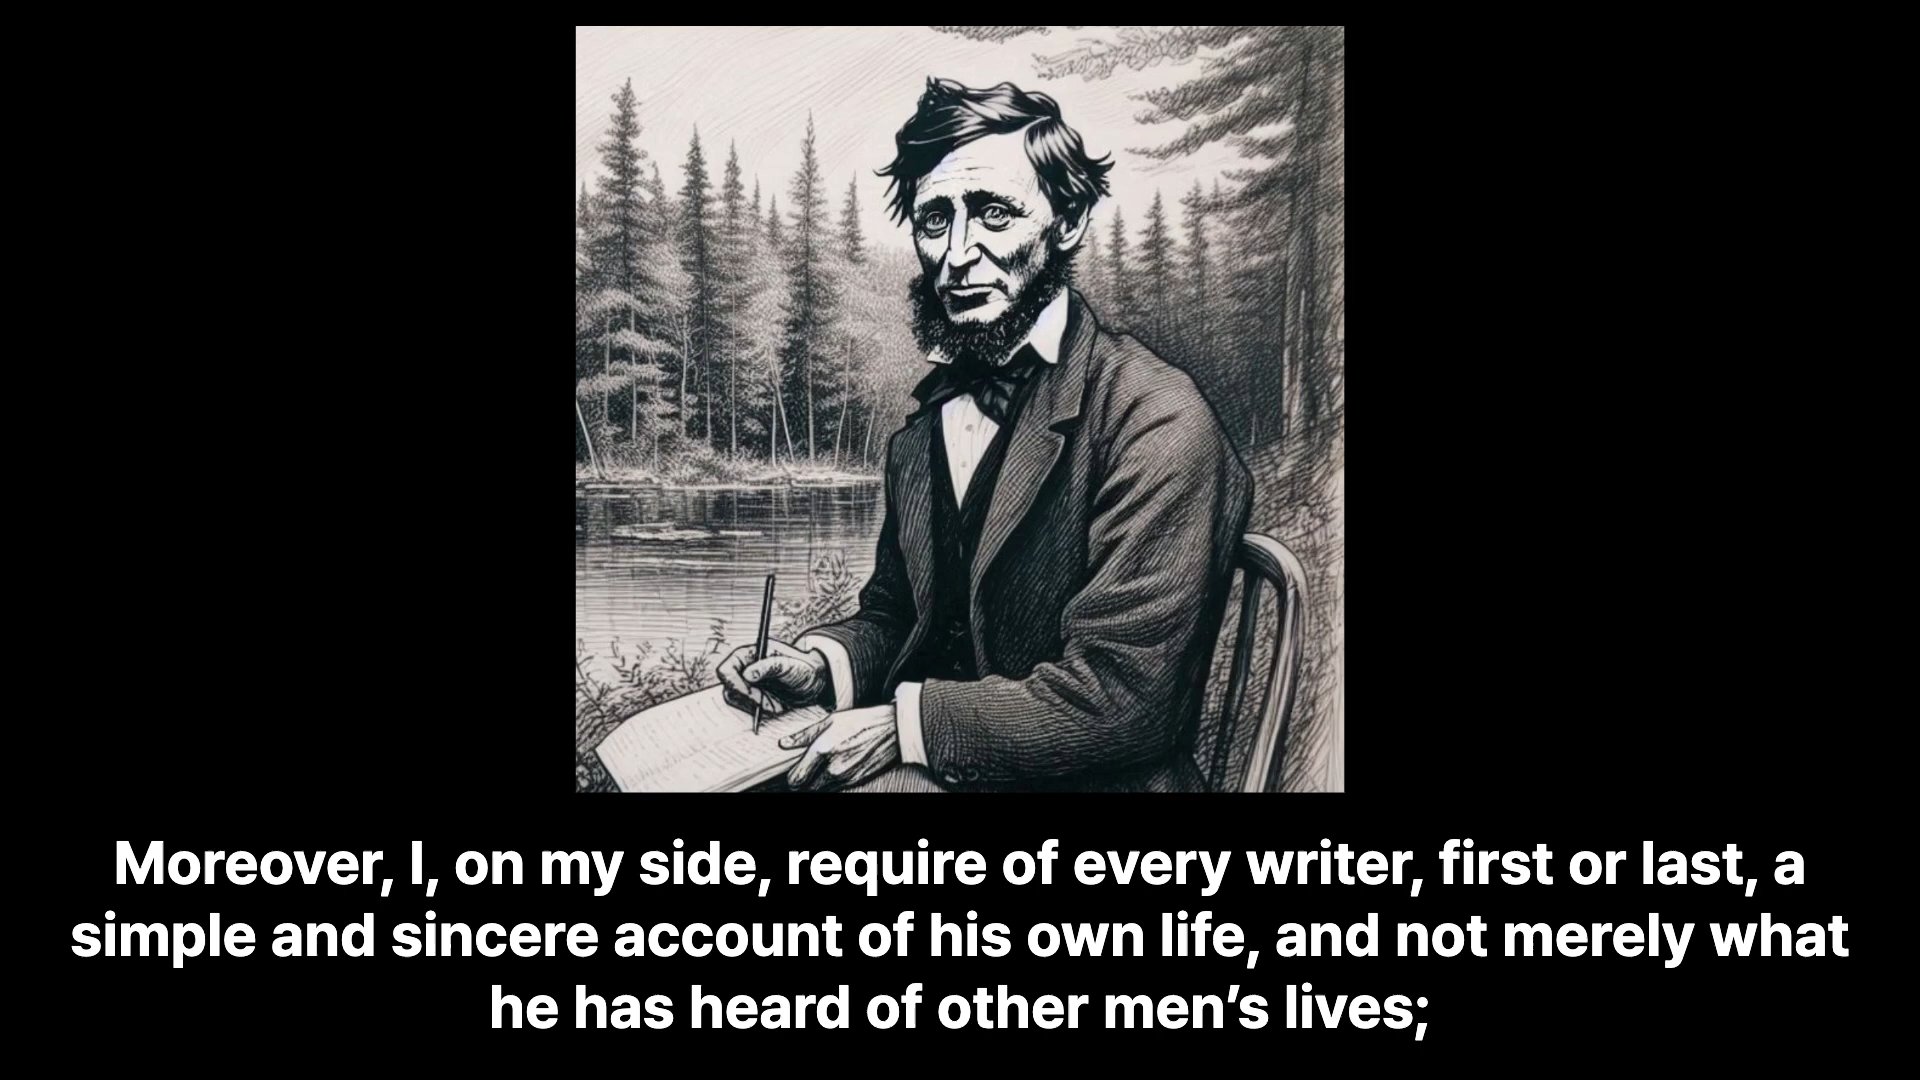 Moreover, I, on my side, require of every writer, first or last, a
simple and sincere account of his own life, and not merely what
he has heard of other men’s lives;